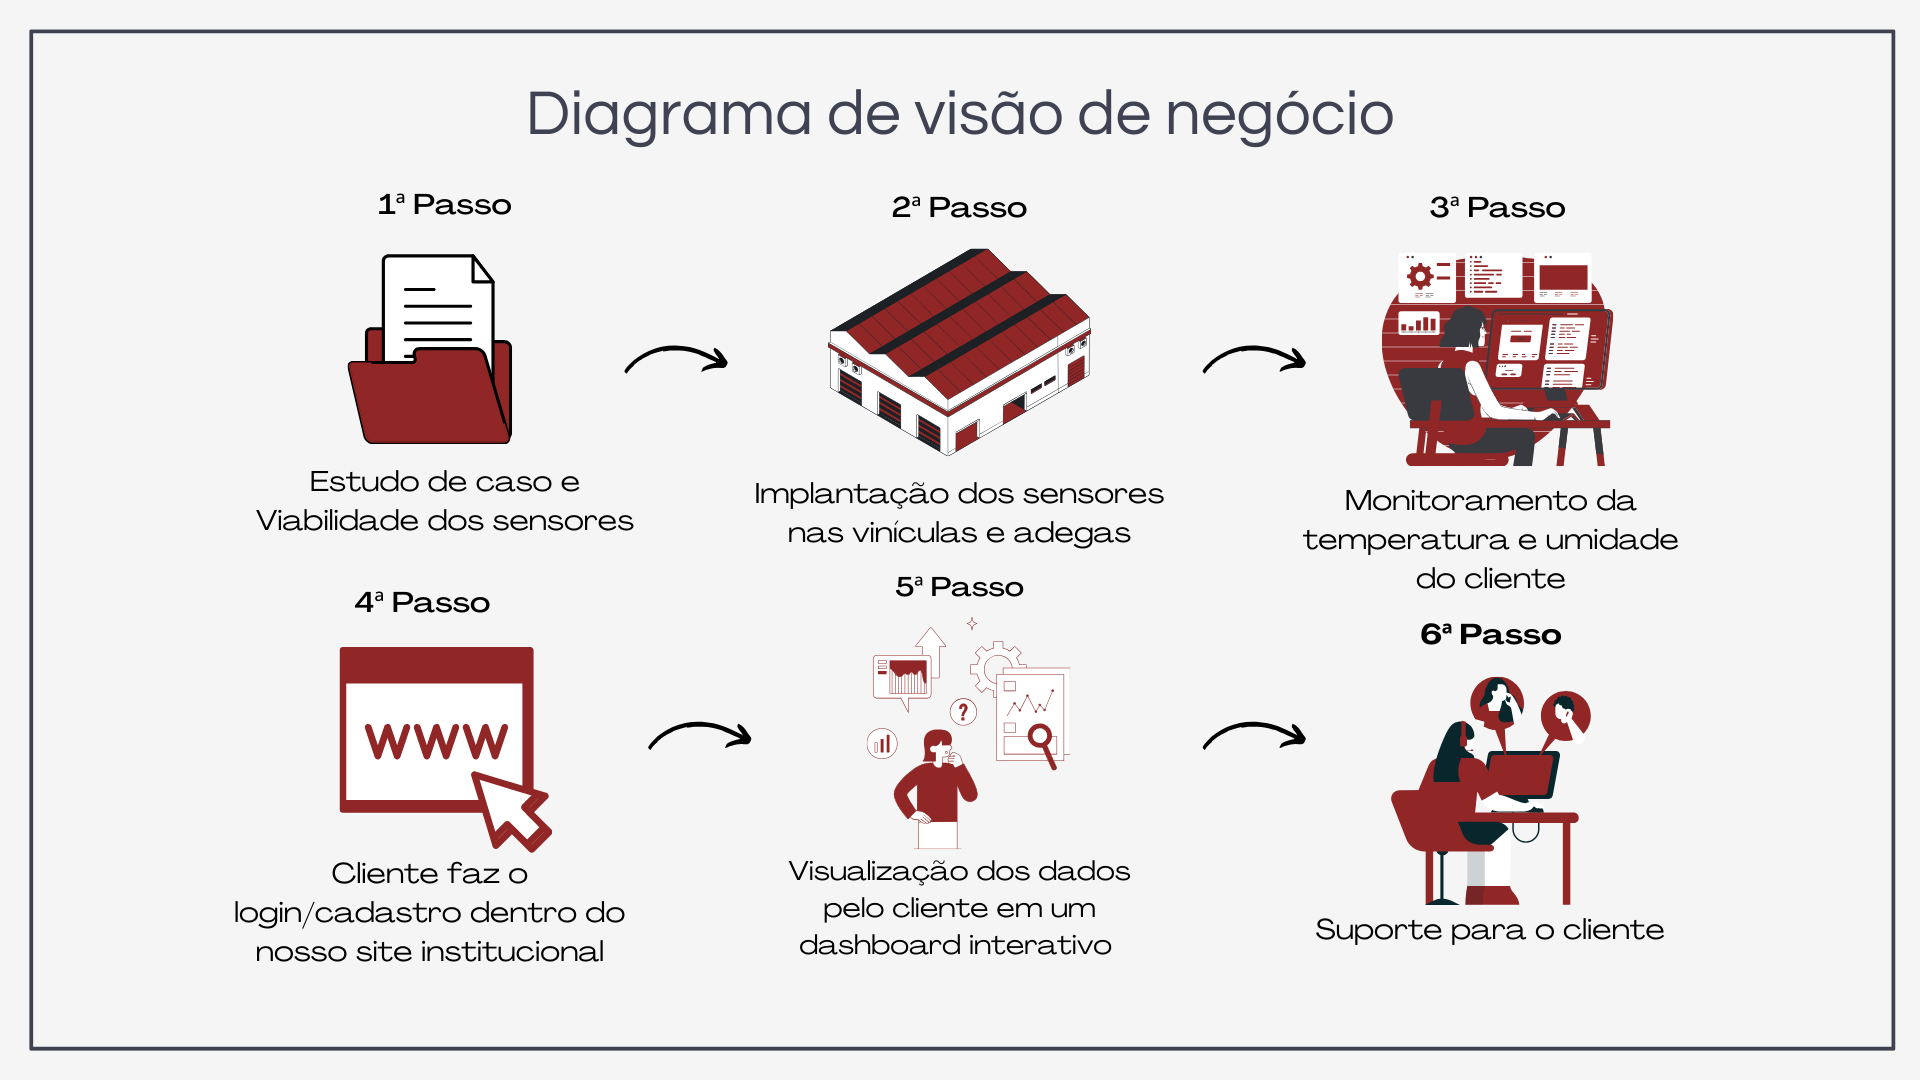 Diagrama de visão de negócio
1ª Passo
Estudo de caso e
Viabilidade dos sensores
2ª Passo
Implantação dos sensores
nas vinículas e adegas
3ª Passo
Monitoramento da
temperatura e umidade
do cliente
4ª Passo
www
Cliente faz o
login/cadastro dentro do
nosso site institucional
5ª Passo
?
Visualização dos dados
pelo cliente em um
dashboard interativo
6ª Passo
Suporte para o cliente